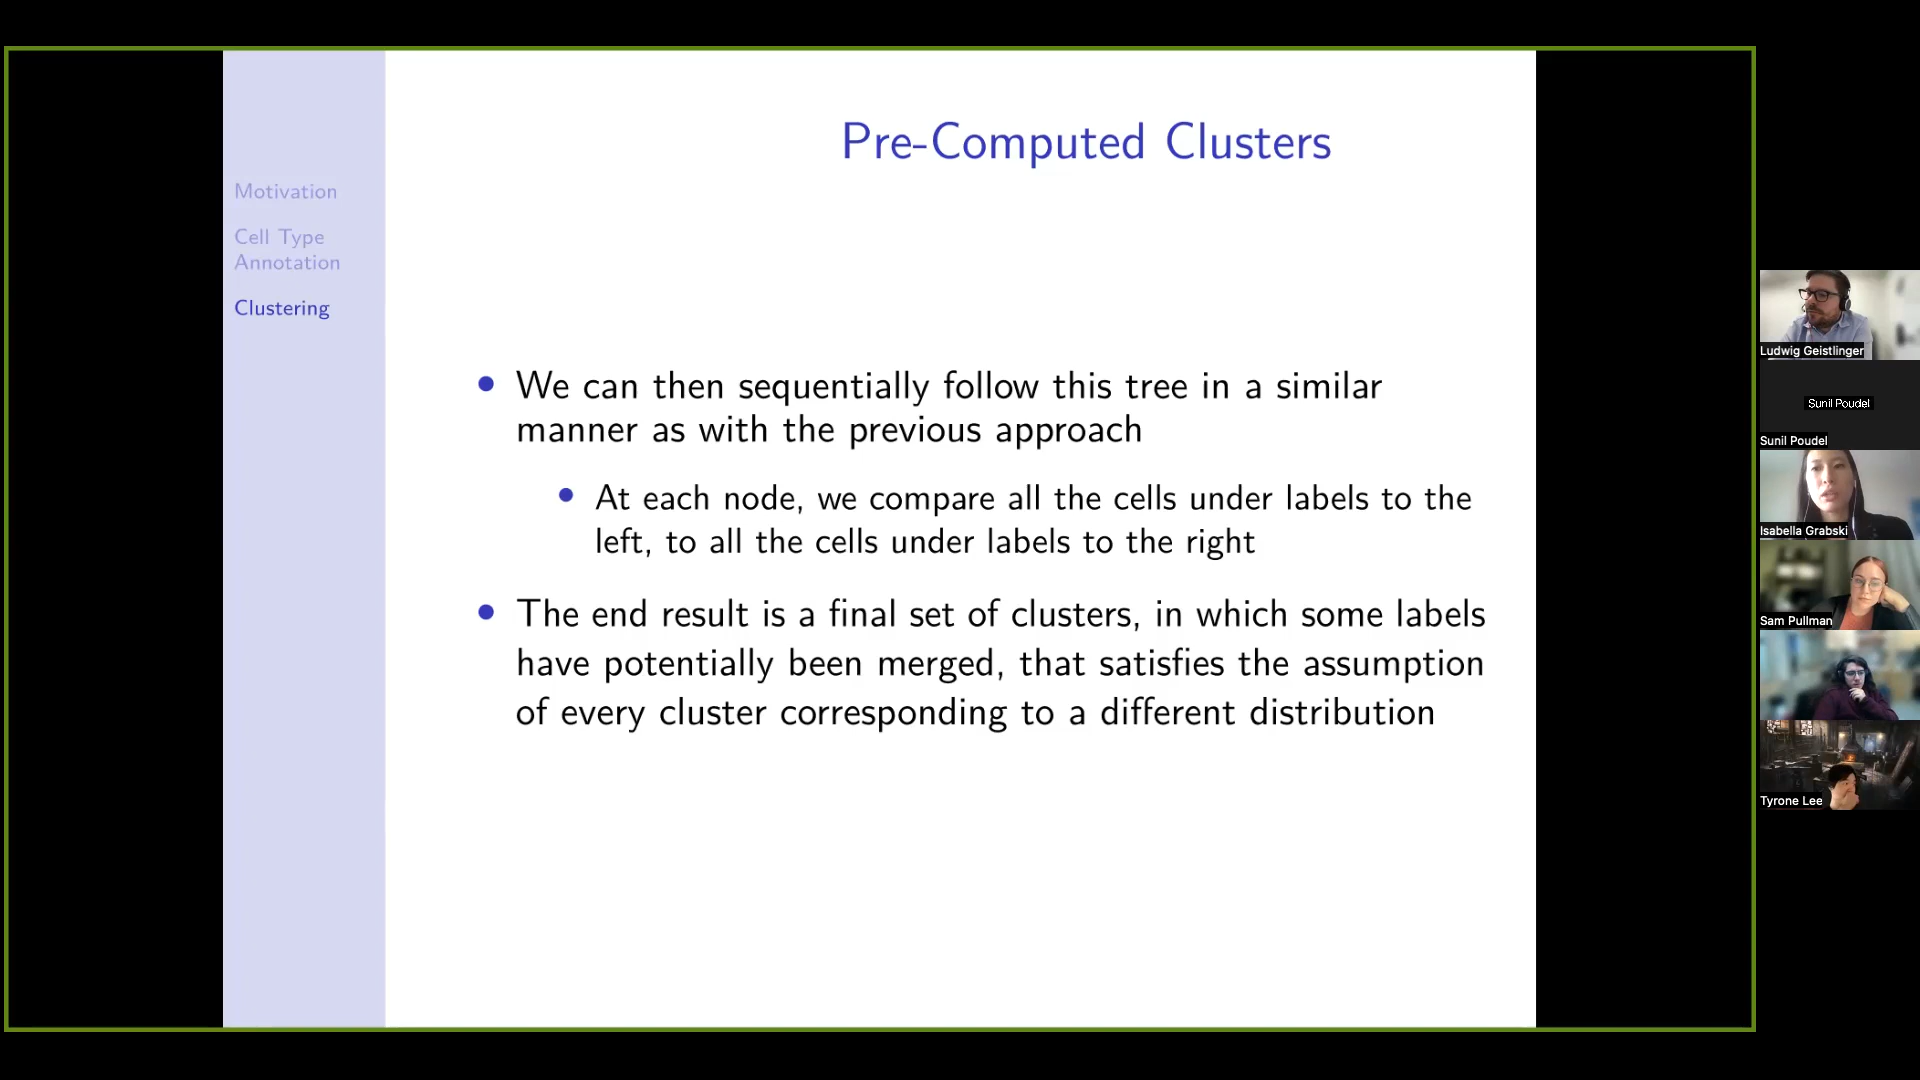 Pre-Computed Clusters
Motivation
Cell Type
Annotation
Clustering
• We can then sequentially follow this tree in a similar
manner as with the previous approach
• At each node, we compare all the cells under labels to the
left, to all the cells under labels to the right
• The end result is a final set of clusters, in which some labels
have potentially been merged, that satisfies the assumption
of every cluster corresponding to a different distribution
Ludwig Geistlinger
Sunil Poudel
Sunil Poudel
Isabella Grabski
Sam Pullman
Tyrone Lee